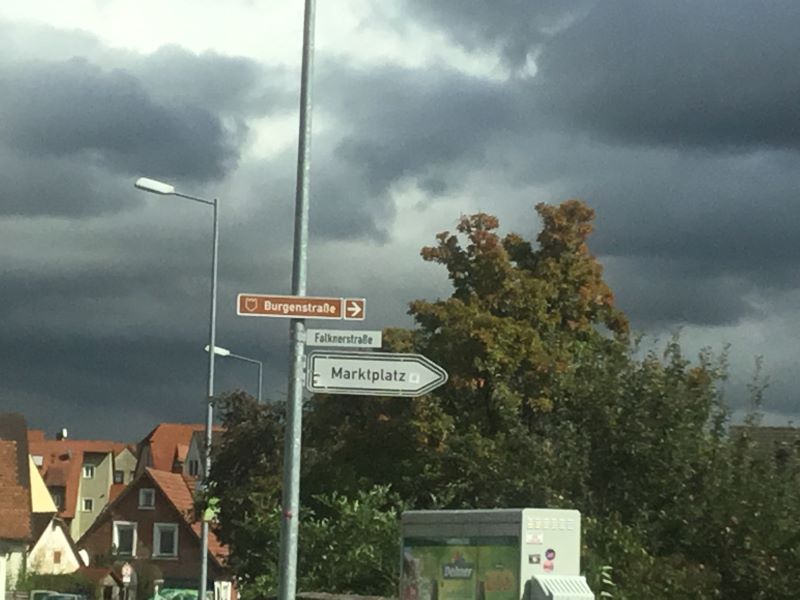 Burgenstraße
Falknerstraße
Marktplatz
Dehner